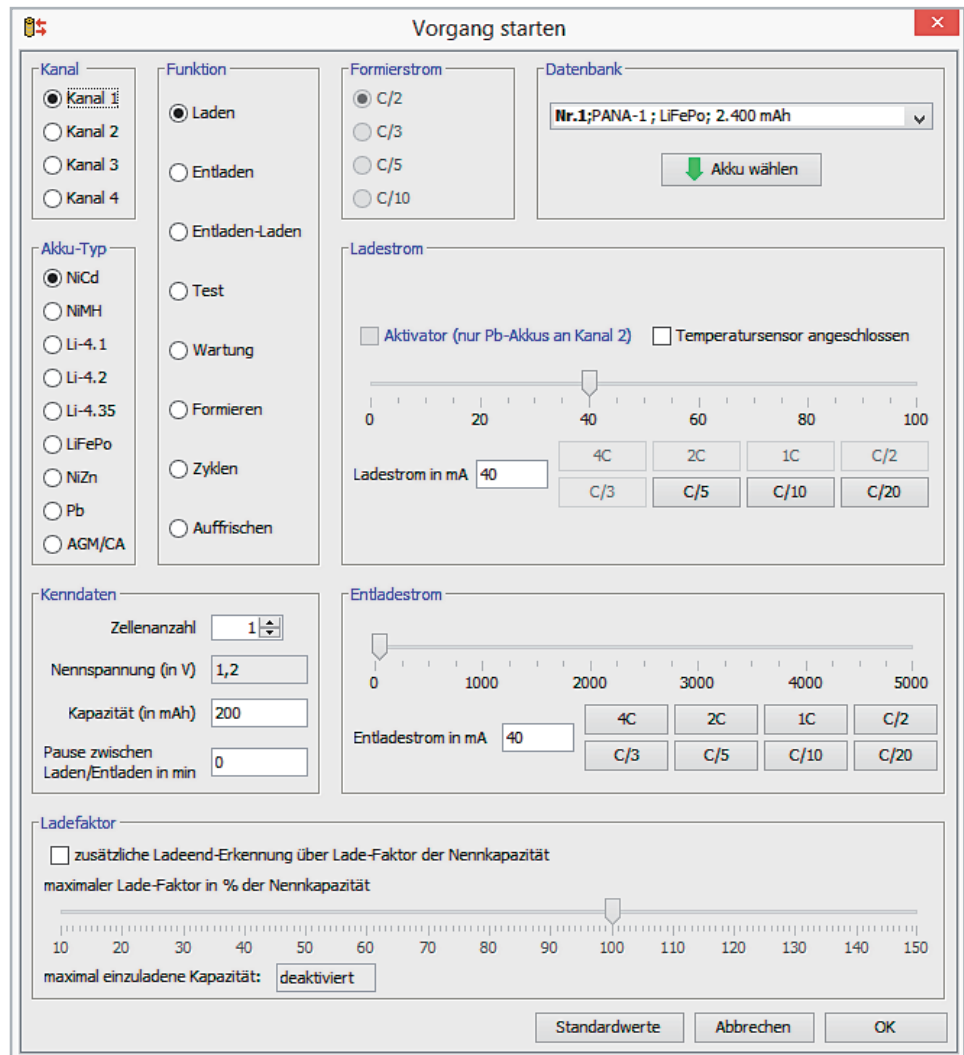 Vorgang starten
Kanal
Kanal 1
Kanal 2
Kanal 3
Kanal 4
Funktion
Laden
Entladen
Entladen-Laden
Test
Wartung
Formieren
Zyklen
Auffrischen
Formierstrom
C/2
C/3
C/5
C/10
Datenbank
Nr.1;PANA-1 ; LiFePo; 2.400 mAh
Akku wählen
Akku-Typ
NiCd
NiMH
Li-4.1
Li-4.2
Li-4.35
LiFePo
NiZn
Pb
AGM/CA
Ladestrom
Aktivator (nur Pb-Akkus an Kanal 2) Temperatursensor angeschlossen
0 20 40 60 80 100
Ladestrom in mA 40
4C 2C 1C C/2
C/3 C/5 C/10 C/20
Kenndaten
Zellenanzahl 1
Nennspannung (in V) 1,2
Kapazität (in mAh) 200
Pause zwischen
Laden/Entladen in min 0
Entladestrom
0 1000 2000 3000 4000 5000
Entladestrom in mA 40
4C 2C 1C C/2
C/3 C/5 C/10 C/20
Ladefaktor
zusätzliche Ladeend-Erkennung über Lade-Faktor der Nennkapazität
maximaler Lade-Faktor in % der Nennkapazität
10 20 30 40 50 60 70 80 90 100 110 120 130 140 150
maximal einzuladene Kapazität: deaktiviert
Standardwerte Abbrechen OK